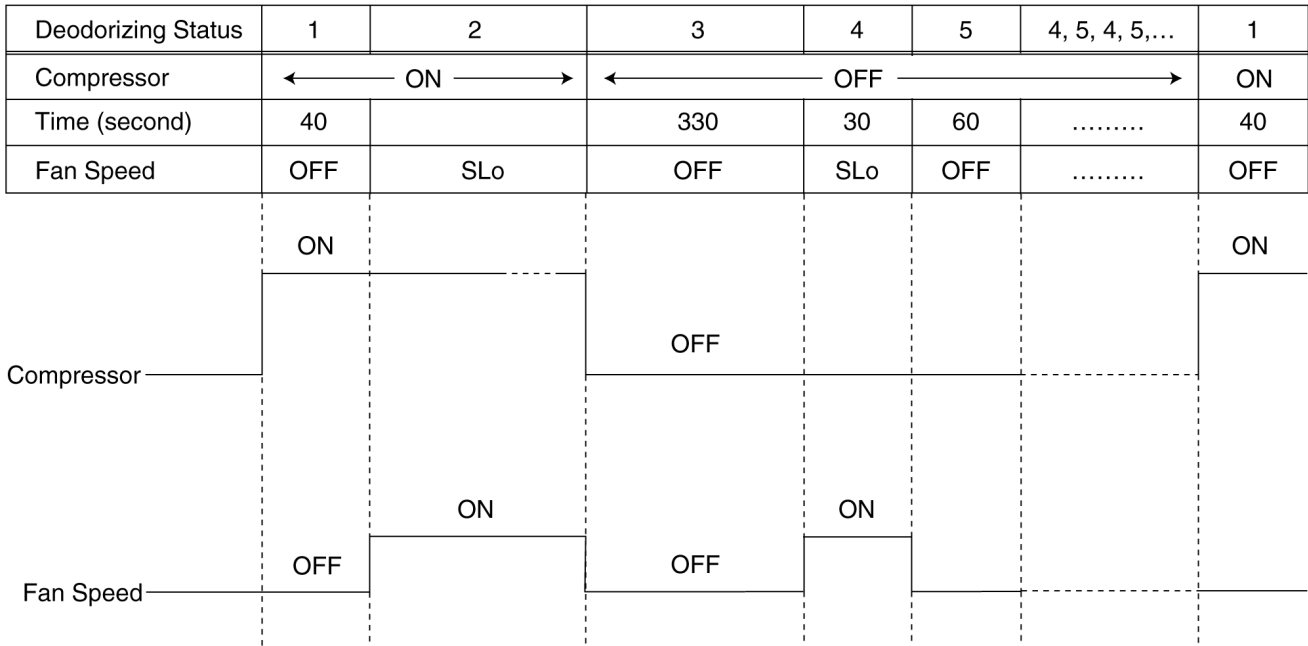 Deodorizing Status 1 2 3 4 5 4, 5, 4, 5,… 1
Compressor ON OFF ON
Time (second) 40 330 30 60 ……… 40
Fan Speed OFF SLo OFF SLo OFF ……… OFF
ON ON
OFF
Compressor
ON ON
OFF OFF
Fan Speed